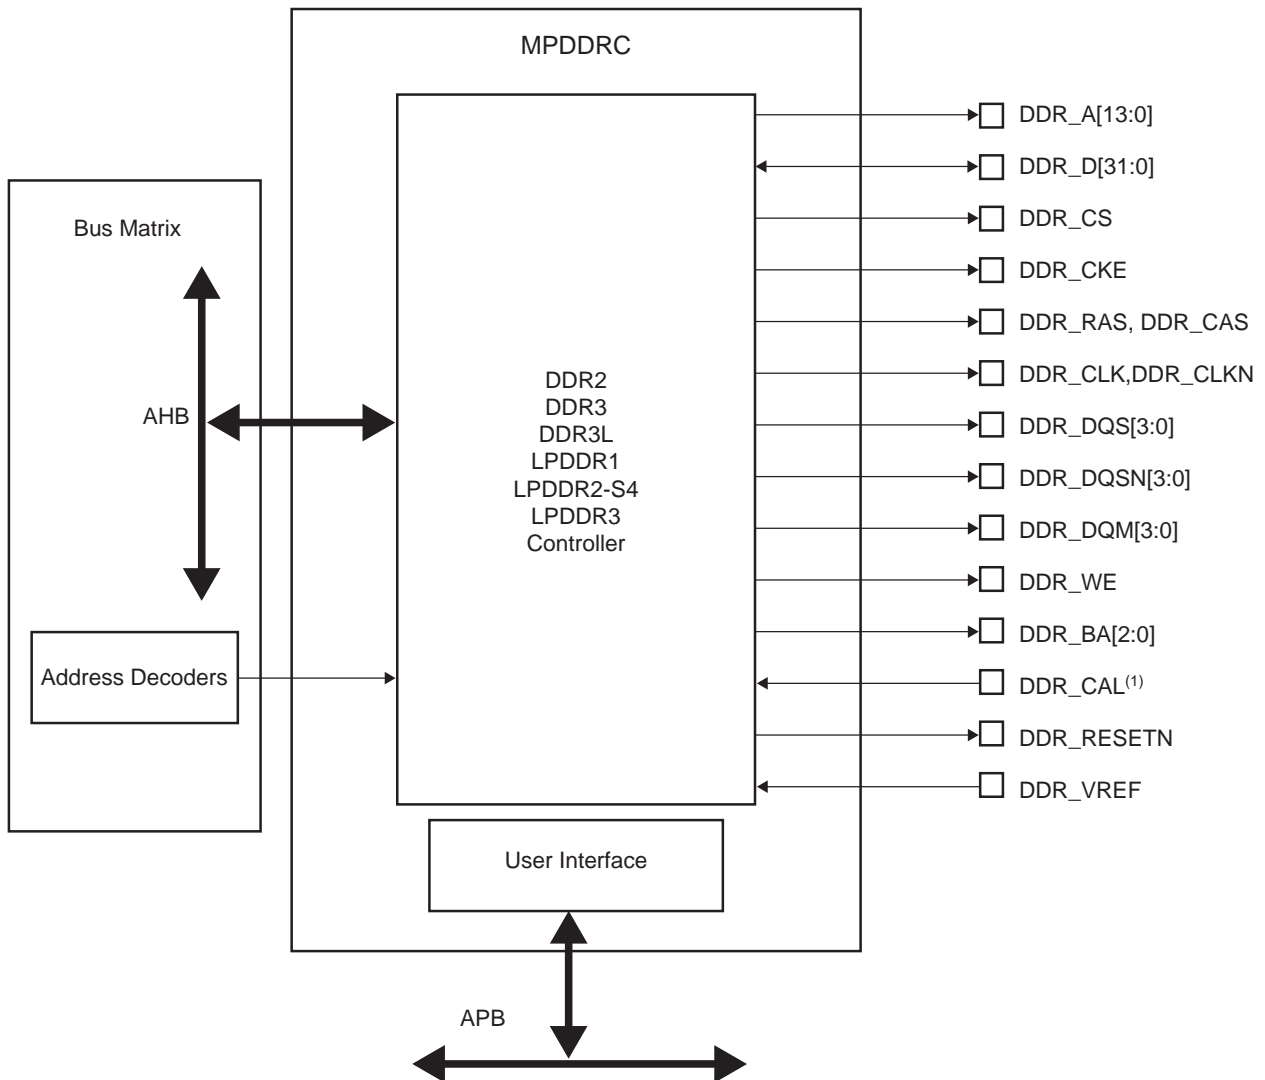 MPDDRC
Bus Matrix
AHB
Address Decoders
DDR2
DDR3
DDR3L
LPDDR1
LPDDR2-S4
LPDDR3
Controller
User Interface
APB
DDR_A[13:0]
DDR_D[31:0]
DDR_CS
DDR_CKE
DDR_RAS, DDR_CAS
DDR_CLK,DDR_CLKN
DDR_DQS[3:0]
DDR_DQSN[3:0]
DDR_DQM[3:0]
DDR_WE
DDR_BA[2:0]
DDR_CAL(1)
DDR_RESETN
DDR_VREF